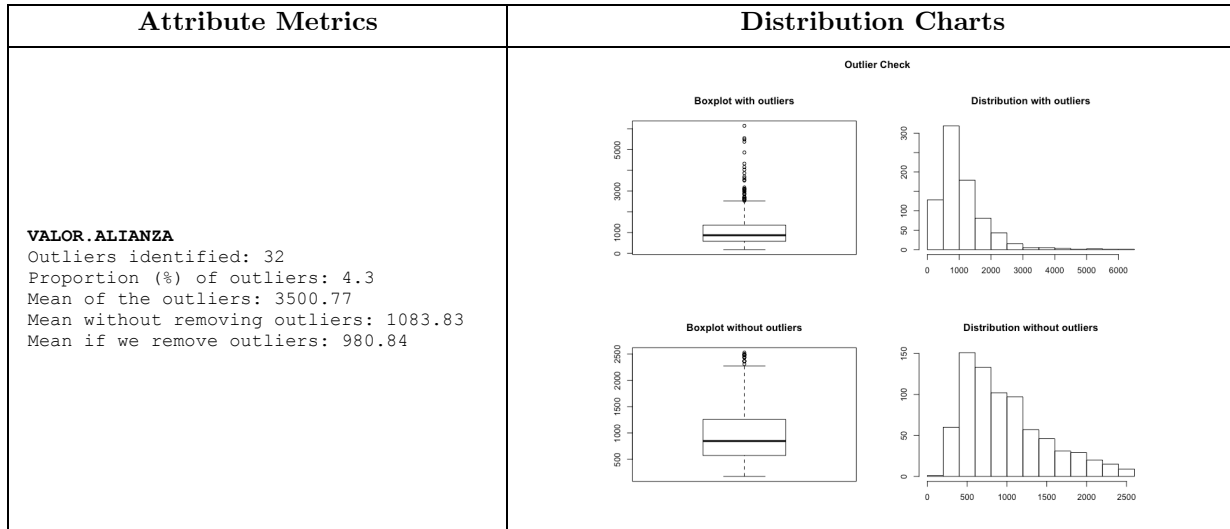 Attribute Metrics
Distribution Charts
VALOR.ALIANZA
Outliers identified: 32
Proportion (%) of outliers: 4.3
Mean of the outliers: 3500.77
Mean without removing outliers: 1083.83
Mean if we remove outliers: 980.84
Outlier Check
Boxplot with outliers
0 1000 3000 5000
Distribution with outliers
0 50 100 200 300
0 1000 2000 3000 4000 5000 6000
Boxplot without outliers
500 1000 1500 2000 2500
Distribution without outliers
0 50 100 150
0 500 1000 1500 2000 2500